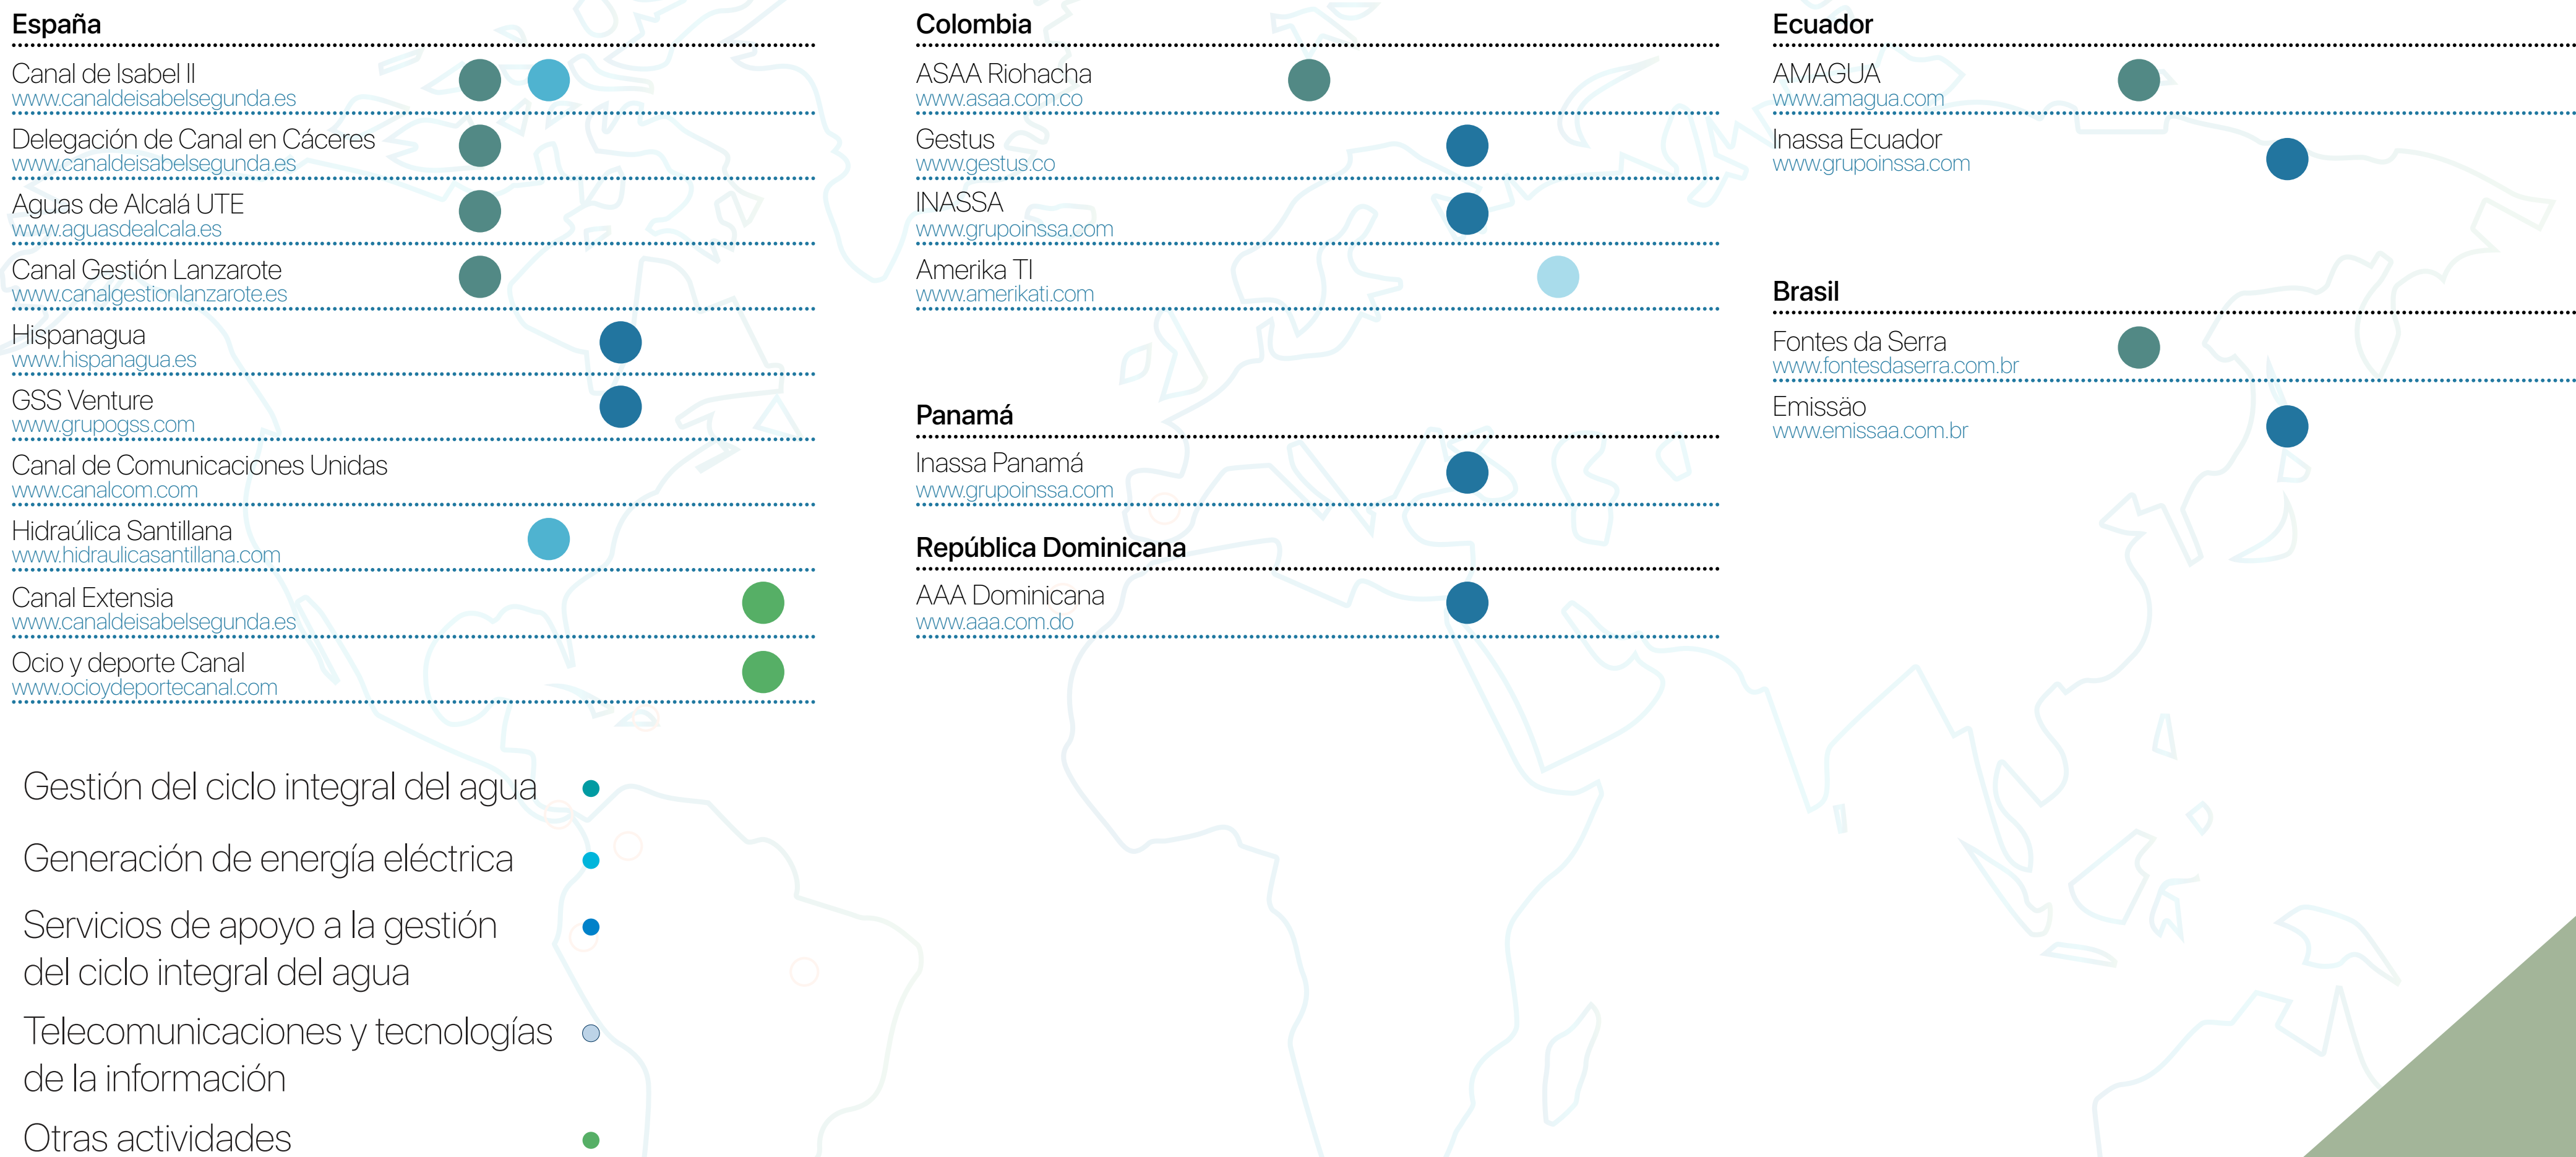 España
Canal de Isabel II
www.canaldeisabelsegunda.es
Delegación de Canal en Cáceres
www.canaldeisabelsegunda.es
Aguas de Alcalá UTE
www.aguasdealcala.es
Canal Gestión Lanzarote
www.canalgestionlanzarote.es
Hispanagua
www.hispanagua.es
GSS Venture
www.grupogss.com
Canal de Comunicaciones Unidas
www.canalcom.com
Hidraúlica Santillana
www.hidraulicasantillana.com
Canal Extensia
www.canaldeisabelsegunda.es
Ocio y deporte Canal
www.ocioydeportecanal.com
Colombia
ASAA Riohacha
www.asaa.com.co
Gestus
www.gestus.co
INASSA
www.grupoinssa.com
Amerika TI
www.amerikati.com
Panamá
Inassa Panamá
www.grupoinssa.com
República Dominicana
AAA Dominicana
www.aaa.com.do
Ecuador
AMAGUA
www.amagua.com
Inassa Ecuador
www.grupoinssa.com
Brasil
Fontes da Serra
www.fontesdaserra.com.br
Emissäo
www.emissaa.com.br
Gestión del ciclo integral del agua
Generación de energía eléctrica
Servicios de apoyo a la gestión
del ciclo integral del agua
Telecomunicaciones y tecnologías
de la información
Otras actividades